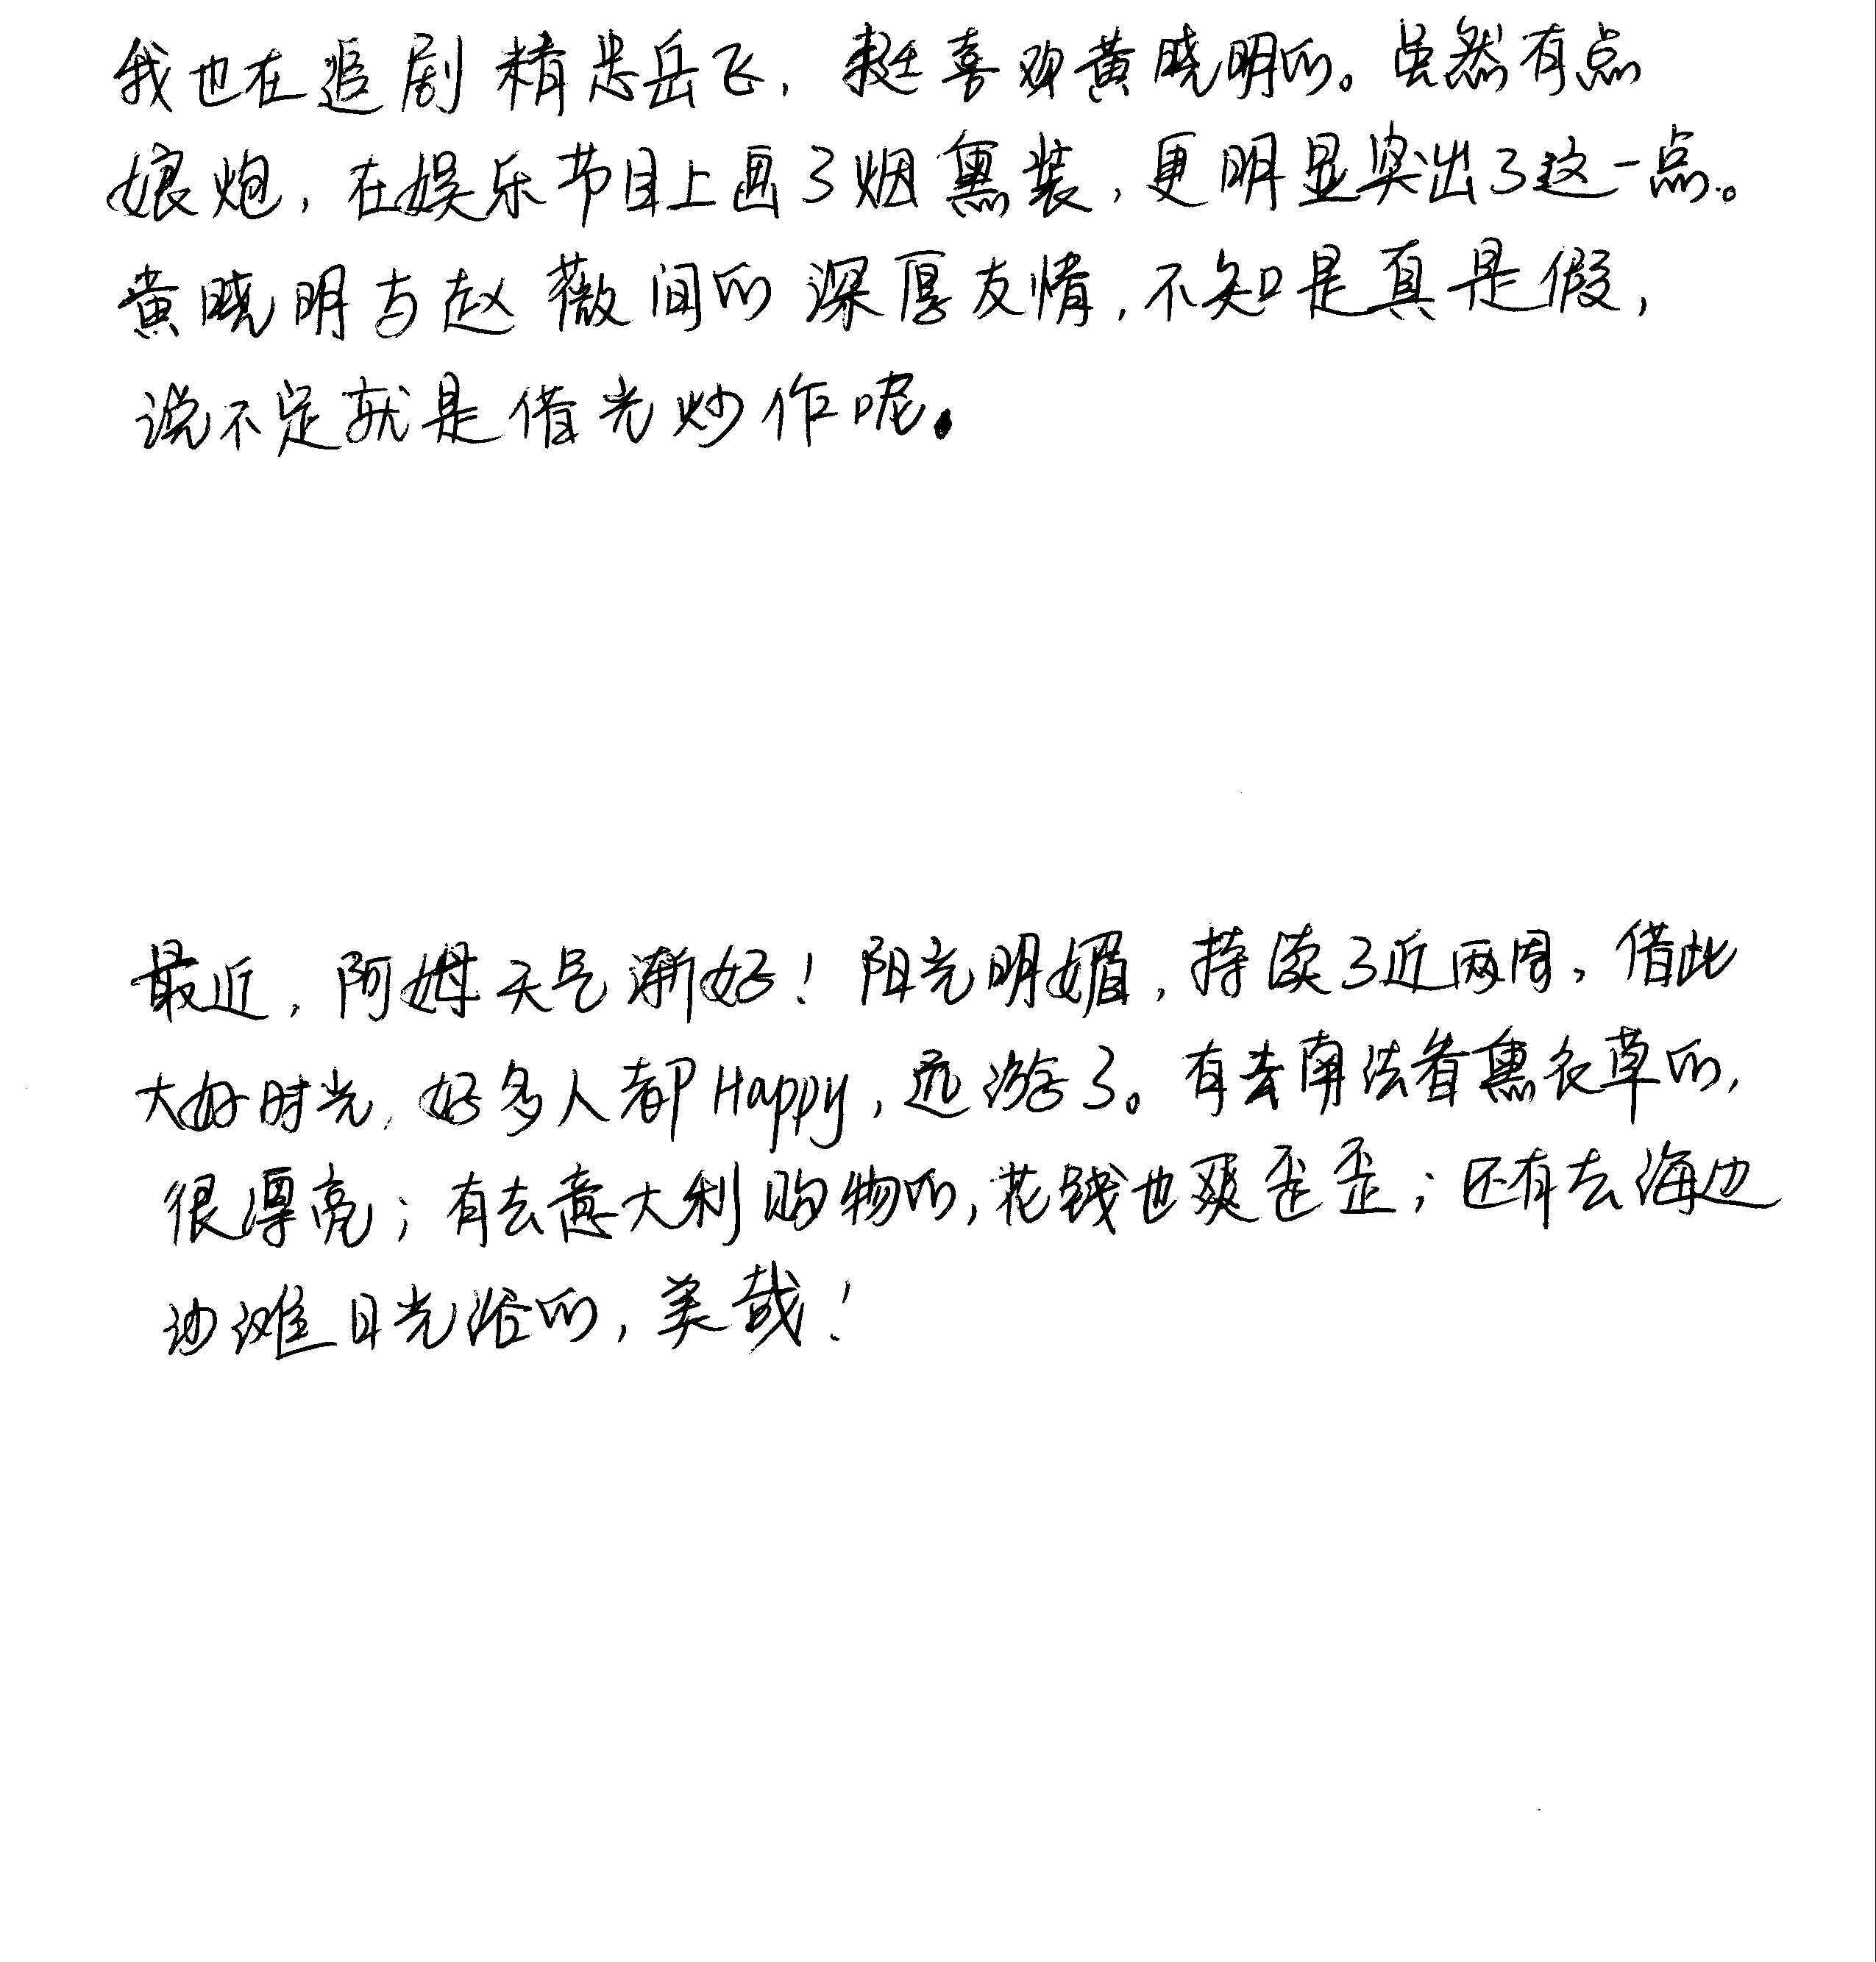 我也在追剧精忠岳飞，挺喜欢黄晓明的。虽然有点
娘炮，在娱乐节目上画了烟熏装，更明显突出了这一点。
黄晓明与赵薇间的深厚友情，不知是真是假，
说不定就是借光炒作呢。
最近，阿姆天气渐好！阳光明媚，持续了近两周，借此
大好时光，好多人都Happy，远游了。有去南法看熏衣草的，
很漂亮；有去意大利购物的，花钱也爽歪歪；还有去海边
沙滩日光浴的，美哉！